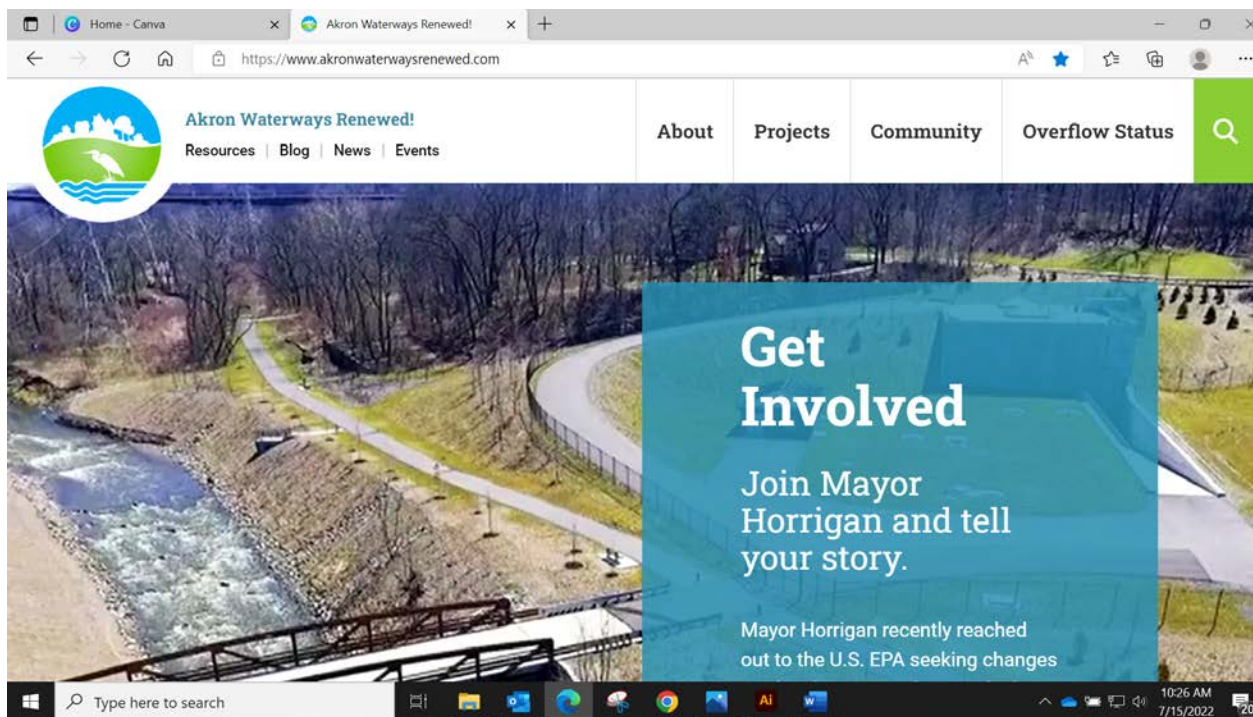 Home - Canva
Akron Waterways Renewed!
https://www.akronwaterwaysrenewed.com
Akron Waterways Renewed!
Resources | Blog | News | Events
About
Projects
Community
Overflow Status
Get
Involved
Join Mayor
Horrigan and tell
your story.
Mayor Horrigan recently reached
out to the U.S. EPA seeking changes
Type here to search
Ai
10:26 AM
7/15/2022
20